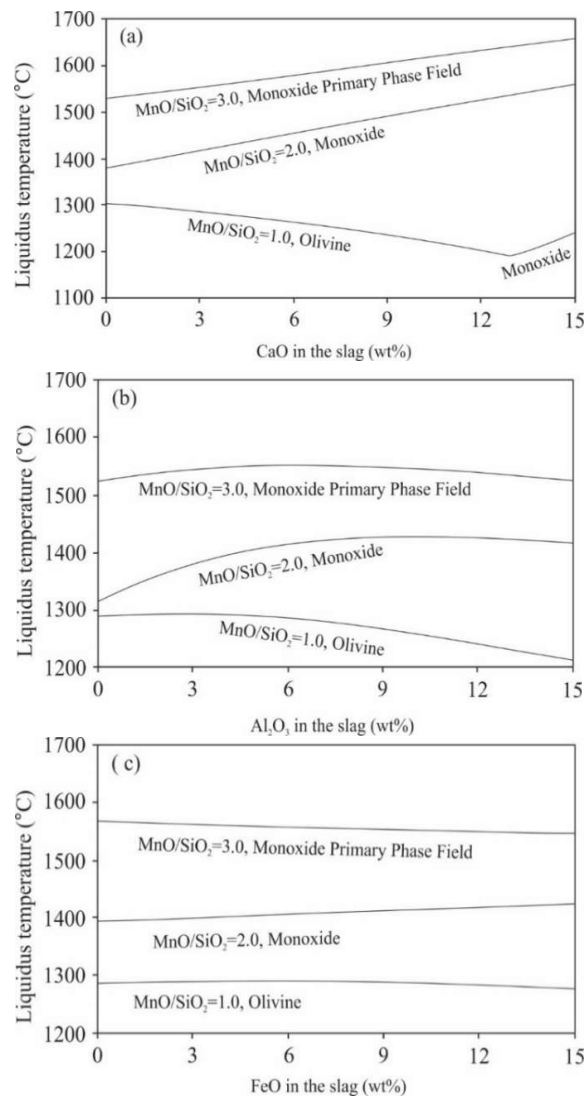 (a)
1700
1600
1500
1400
1300
1200
1100
Liquidus temperature (°C)
MnO/SiO₂=3.0, Monoxide Primary Phase Field
MnO/SiO₂=2.0, Monoxide
MnO/SiO₂=1.0, Olivine
Monoxide
0 3 6 9 12 15
CaO in the slag (wt%)
(b)
1700
1600
1500
1400
1300
1200
Liquidus temperature (°C)
MnO/SiO₂=3.0, Monoxide Primary Phase Field
MnO/SiO₂=2.0, Monoxide
MnO/SiO₂=1.0, Olivine
0 3 6 9 12 15
Al₂O₃ in the slag (wt%)
( c)
1700
1600
1500
1400
1300
1200
Liquidus temperature (°C)
MnO/SiO₂=3.0, Monoxide Primary Phase Field
MnO/SiO₂=2.0, Monoxide
MnO/SiO₂=1.0, Olivine
0 3 6 9 12 15
FeO in the slag (wt%)